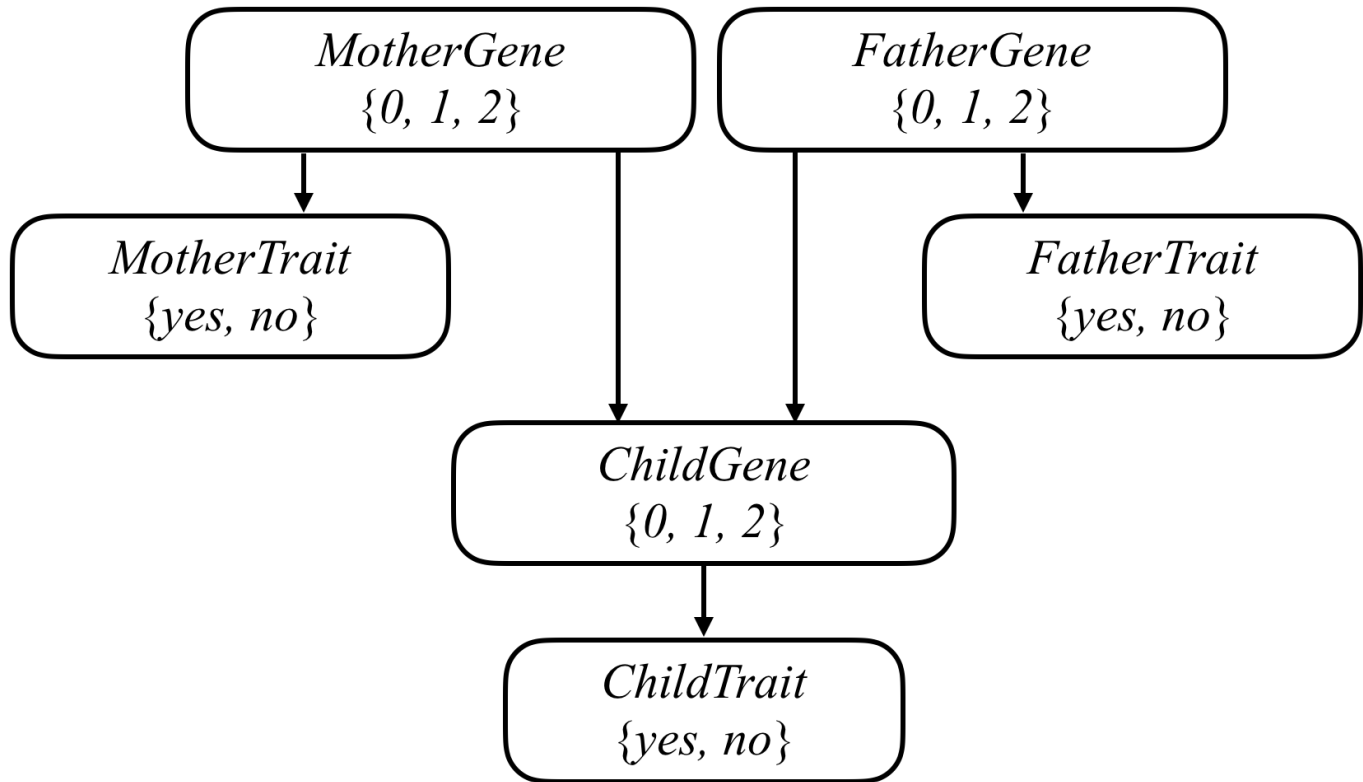 MotherGene
{0, 1, 2}
FatherGene
{0, 1, 2}
MotherTrait
{yes, no}
FatherTrait
{yes, no}
ChildGene
{0, 1, 2}
ChildTrait
{yes, no}